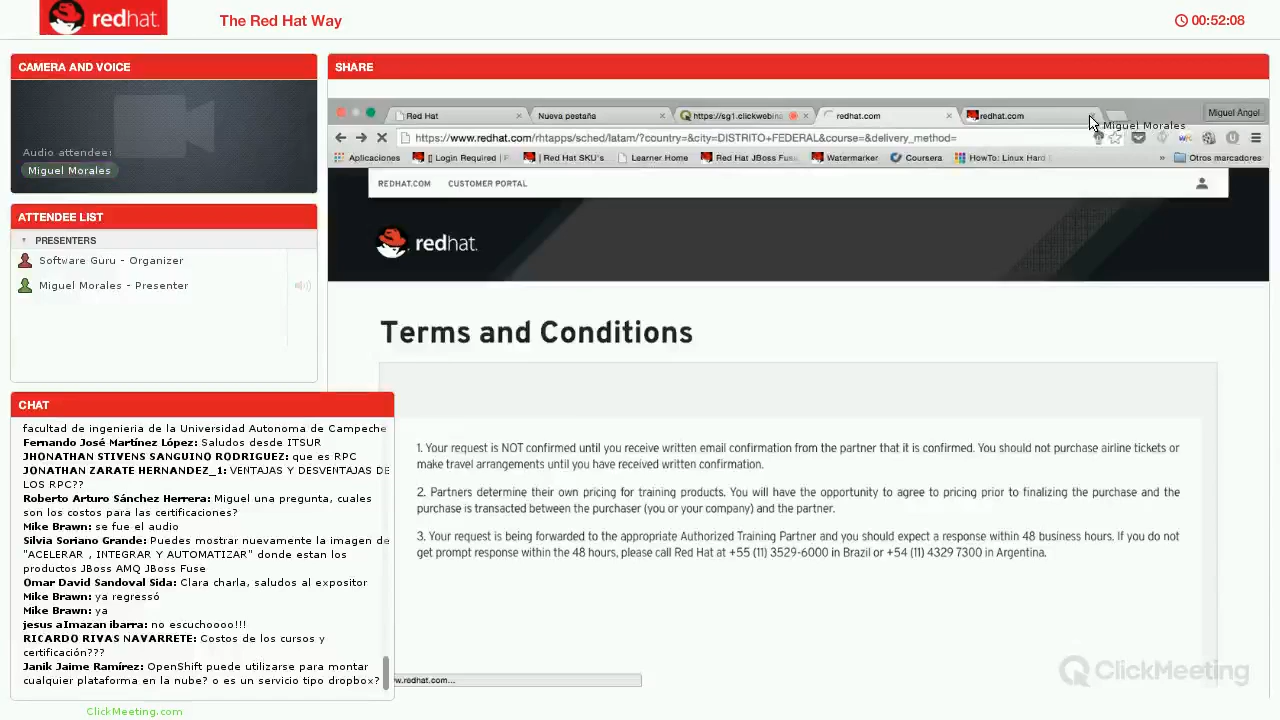 redhat.
The Red Hat Way
00:52:08
CAMERA AND VOICE
Audio attendee:
Miguel Morales
ATTENDEE LIST
PRESENTERS
Software Guru - Organizer
Miguel Morales - Presenter
CHAT
facultad de ingenieria de la Universidad Autonoma de Campeche
Fernando José Martínez López: Saludos desde ITSUR
JHONATHAN STIVENS SANGUINO RODRIGUEZ: que es RPC
JONATHAN ZARATE HERNANDEZ_1: VENTAJAS Y DESVENTAJAS DE
LOS RPC??
Roberto Arturo Sánchez Herrera: Miguel una pregunta, cuales
son los costos para las certificaciones?
Mike Brawn: se fue el audio
Silvia Soriano Grande: Puedes mostrar nuevamente la imagen de
"ACELERAR , INTEGRAR Y AUTOMATIZAR" donde estan los
productos JBoss AMQ JBoss Fuse
Omar David Sandoval Sida: Clara charla, saludos al expositor
Mike Brawn: ya regresó
Mike Brawn: ya
jesus almazan ibarra: no escuchoooo!!!
RICARDO RIVAS NAVARRETE: Costos de los cursos y
certificación???
Janik Jaime Ramírez: OpenShift puede utilizarse para montar
cualquier plataforma en la nube? o es un servicio tipo dropbox?
ClickMeeting.com
SHARE
Red Hat
Nueva pestaña
https://sg1.clickwebina
redhat.com
redhat.com
Miguel Angel
Miguel Morales
https://www.redhat.com/rhtapps/sched/latam/?country=&city=DISTRITO+FEDERAL&course=&delivery_method=
Aplicaciones
[] Login Required | F
| Red Hat SKU's
Learner Home
Red Hat JBoss Fus
Watermarker
Coursera
HowTo: Linux Hard
» Otros marcadores
REDHAT.COM
CUSTOMER PORTAL
redhat.
Terms and Conditions
1. Your request is NOT confirmed until you receive written email confirmation from the partner that it is confirmed. You should not purchase airline tickets or
make travel arrangements until you have received written confirmation.
2. Partners determine their own pricing for training products. You will have the opportunity to agree to pricing prior to finalizing the purchase and the
purchase is transacted between the purchaser (you or your company) and the partner.
3. Your request is being forwarded to the appropriate Authorized Training Partner and you should expect a response within 48 business hours. If you do not
get prompt response within the 48 hours, please call Red Hat at +55 (11) 3529-6000 in Brazil or +54 (11) 4329 7300 in Argentina.
w.redhat.com...
ClickMeeting